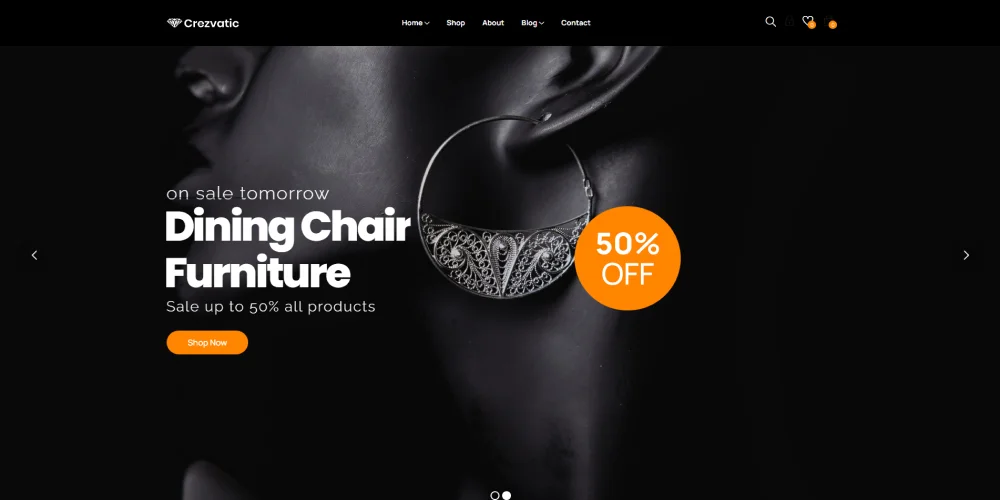 Crezvatic
Home
Shop
About
Blog
Contact
on sale tomorrow
Dining Chair
Furniture
Sale up to 50% all products
Shop Now
50%
OFF